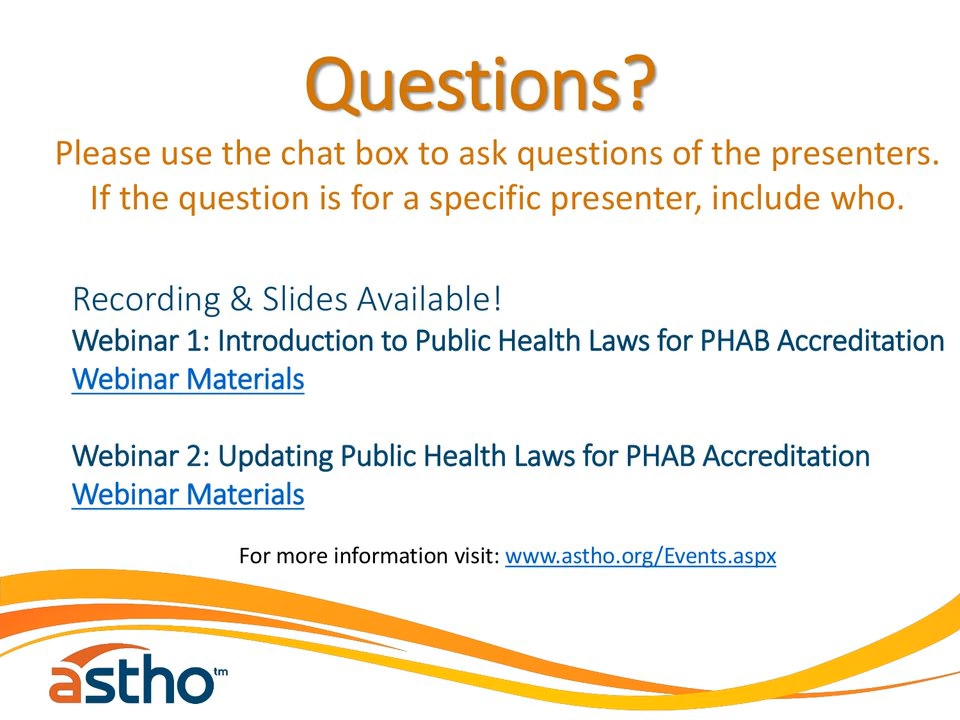 Questions?
Please use the chat box to ask questions of the presenters.
If the question is for a specific presenter, include who.
Recording & Slides Available!
Webinar 1: Introduction to Public Health Laws for PHAB Accreditation
Webinar Materials
Webinar 2: Updating Public Health Laws for PHAB Accreditation
Webinar Materials
For more information visit: www.astho.org/Events.aspx
astho™